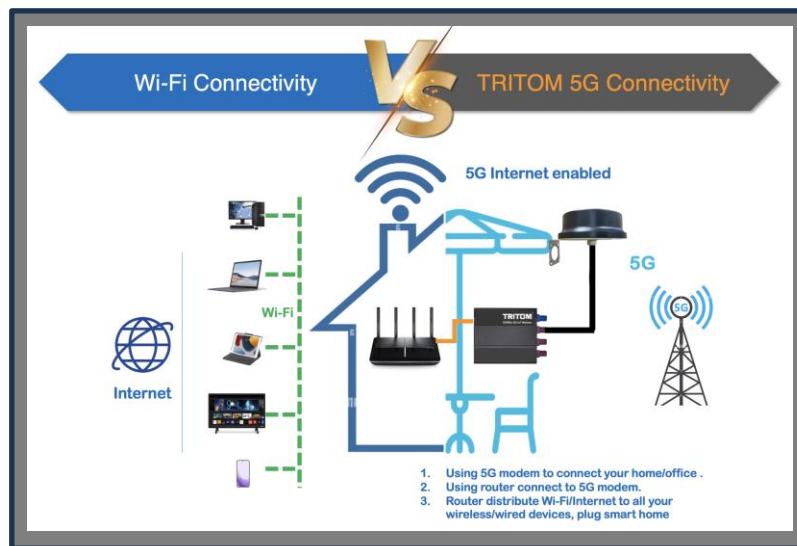 Wi-Fi Connectivity
VS
TRITOM 5G Connectivity
5G Internet enabled
5G
Wi-Fi
TRITOM
5G
Internet
1. Using 5G modem to connect your home/office .
2. Using router connect to 5G modem.
3. Router distribute Wi-Fi/Internet to all your
wireless/wired devices, plug smart home